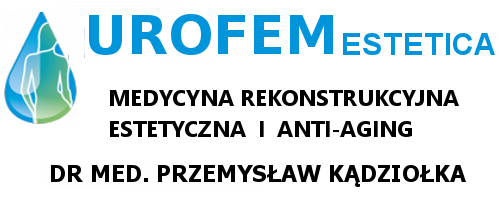 UROFEM ESTETICA
MEDYCYNA REKONSTRUKCYJNA
ESTETYCZNA I ANTI-AGING
DR MED. PRZEMYSŁAW KĄDZIOŁKA